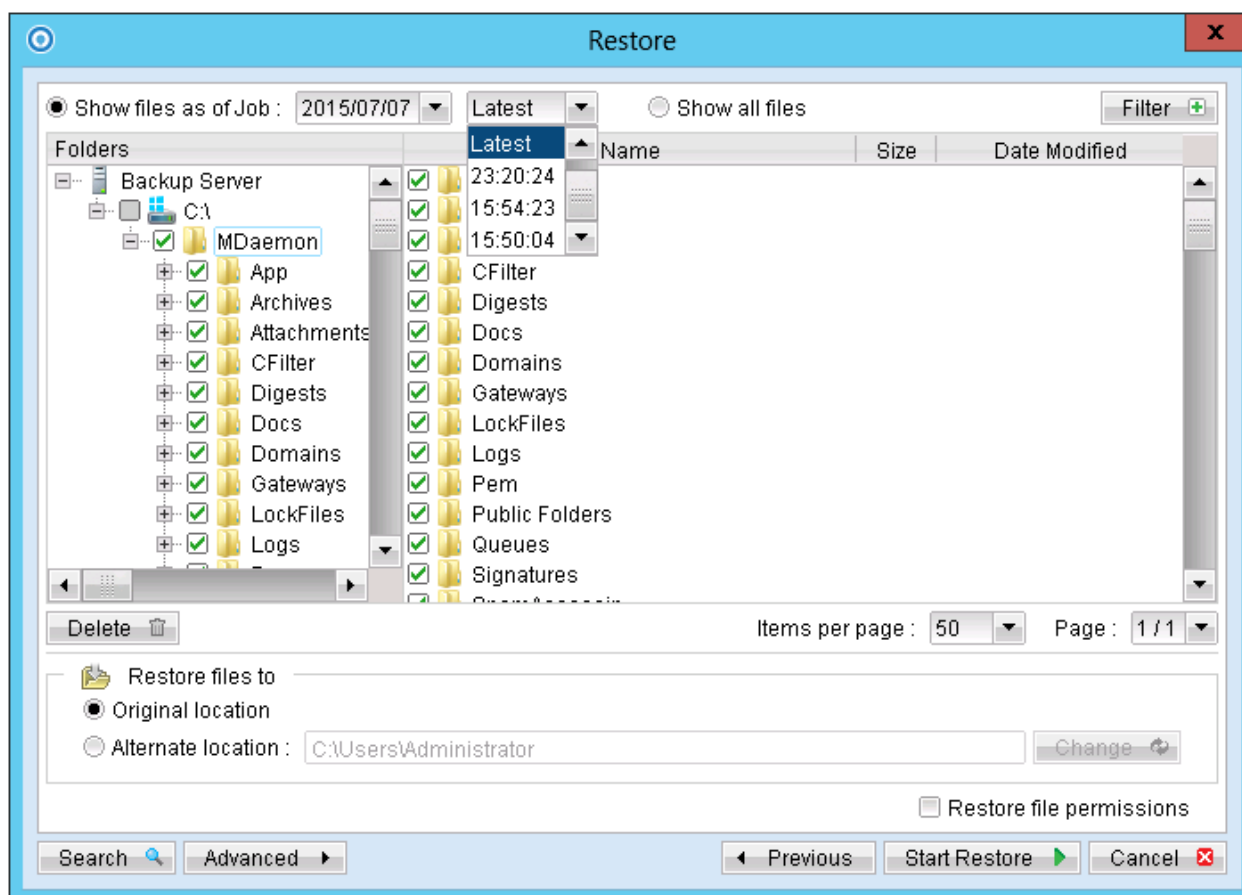 Restore
x
Show files as of Job : 2015/07/07 Latest Show all files Filter
Folders Name Size Date Modified
Latest
23:20:24
15:54:23
15:50:04
Backup Server
C:\
MDaemon
App
Archives
Attachments
CFilter
Digests
Docs
Domains
Gateways
LockFiles
Logs
CFilter
Digests
Docs
Domains
Gateways
LockFiles
Logs
Pem
Public Folders
Queues
Signatures
Delete Items per page : 50 Page : 1 / 1
Restore files to
Original location
Alternate location : C:\Users\Administrator Change
Restore file permissions
Search Advanced Previous Start Restore Cancel